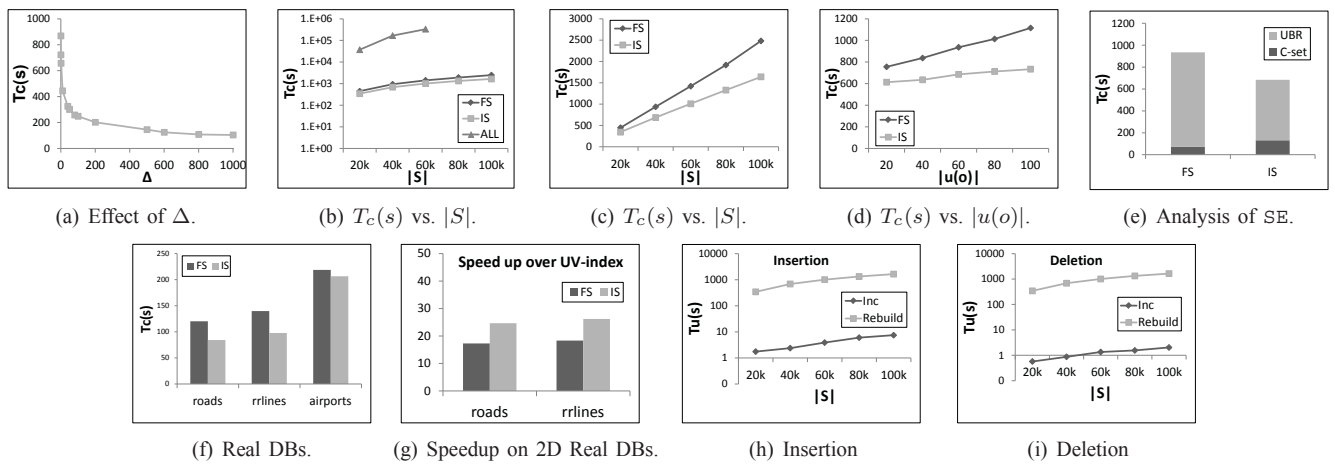 1000
800
600
400
200
0
Tc(s)
0 200 400 600 800 1000
Δ
(a) Effect of Δ.
1.E+06
1.E+05
1.E+04
1.E+03
1.E+02
1.E+01
1.E+00
Tc(s)
FS
IS
ALL
20k 40k 60k 80k 100k
|S|
(b) Tc(s) vs. |S|.
3000
2500
2000
1500
1000
500
0
Tc(s)
FS
IS
20k 40k 60k 80k 100k
|S|
(c) Tc(s) vs. |S|.
1200
1000
800
600
400
200
0
Tc(s)
FS
IS
20 40 60 80 100
|u(o)|
(d) Tc(s) vs. |u(o)|.
1200
1000
800
600
400
200
0
Tc(s)
UBR
C-set
FS IS
(e) Analysis of SE.
250
200
150
100
50
0
Tc(s)
FS IS
roads rrlines airports
(f) Real DBs.
Speed up over UV-index
50
40
30
20
10
0
FS IS
roads rrlines
(g) Speedup on 2D Real DBs.
Insertion
10000
1000
100
10
1
0
Tu(s)
Inc
Rebuild
20k 40k 60k 80k 100k
|S|
(h) Insertion
Deletion
10000
1000
100
10
1
0
Tu(s)
Inc
Rebuild
20k 40k 60k 80k 100k
|S|
(i) Deletion